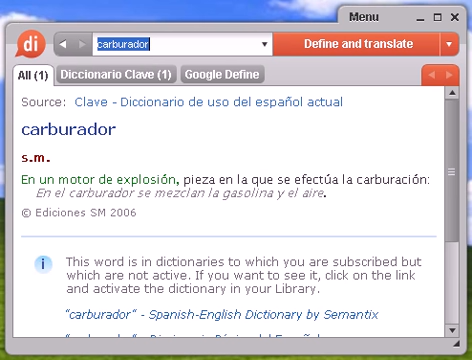 Menu
di
carburador
Define and translate
All (1)
Diccionario Clave (1)
Google Define
Source: Clave - Diccionario de uso del español actual
carburador
s.m.
En un motor de explosión, pieza en la que se efectúa la carburación:
En el carburador se mezclan la gasolina y el aire.
© Ediciones SM 2006
i
This word is in dictionaries to which you are subscribed but
which are not active. If you want to see it, click on the link
and activate the dictionary in your Library.
"carburador" - Spanish-English Dictionary by Semantix